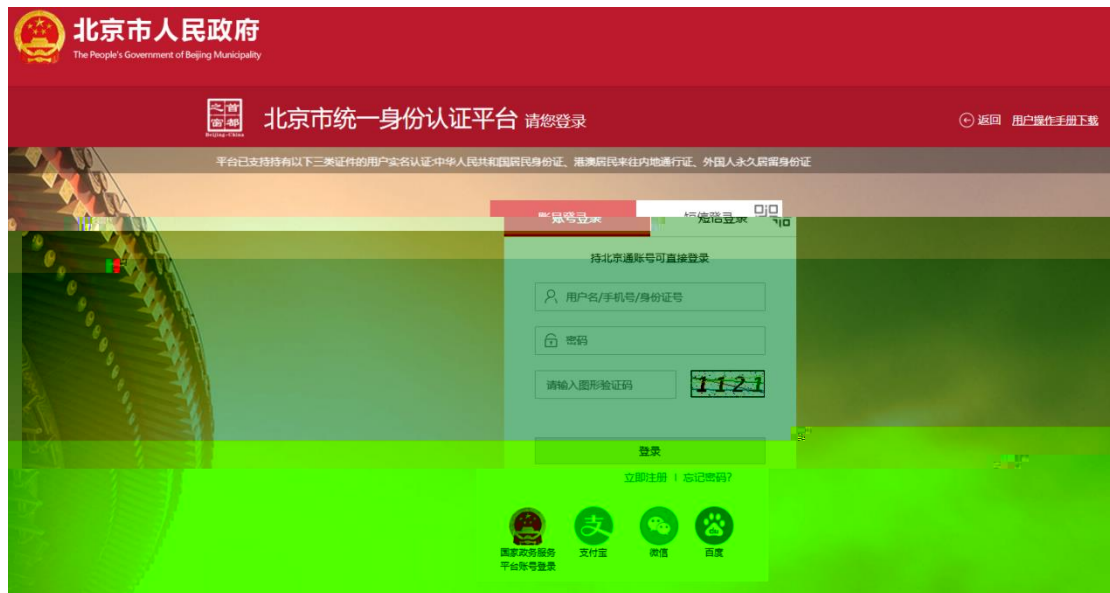 北京市人民政府
The People's Government of Beijing Municipality
首都之窗
Beijing-China
北京市统一身份认证平台 请您登录
返回 用户操作手册下载
平台已支持持有以下三类证件的用户实名认证:中华人民共和国居民身份证、港澳居民来往内地通行证、外国人永久居留身份证
账号登录 短信登录
持北京通账号可直接登录
用户名/手机号/身份证号
密码
请输入图形验证码 1121
登录
立即注册 | 忘记密码?
国家政务服务平台账号登录 支付宝 微信 百度